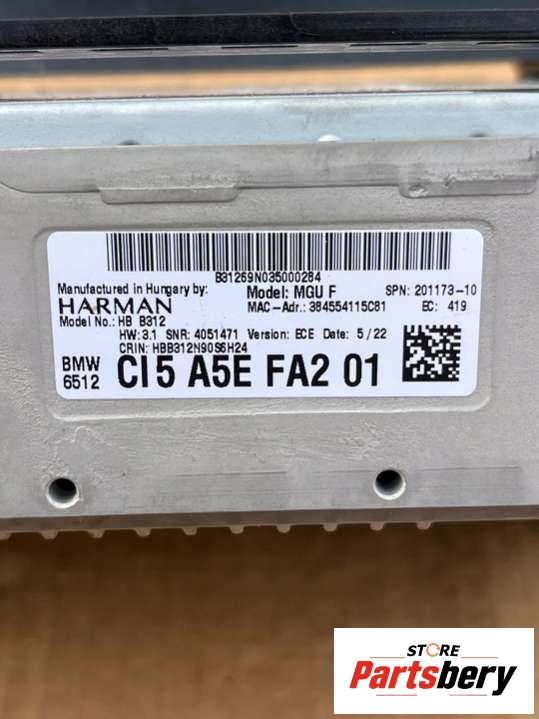 B31269N035000284
Manufactured in Hungary by: Model: MGU F SPN: 201173-10
HARMAN MAC-Adr.: 384554115C81 EC: 419
Model No.: HB B312
HW: 3.1 SNR: 4051471 Version: ECE Date: 5/22
CRIN: HBB312N90S6H24
BMW
6512 CI5 A5E FA2 01
STORE
Partsbery